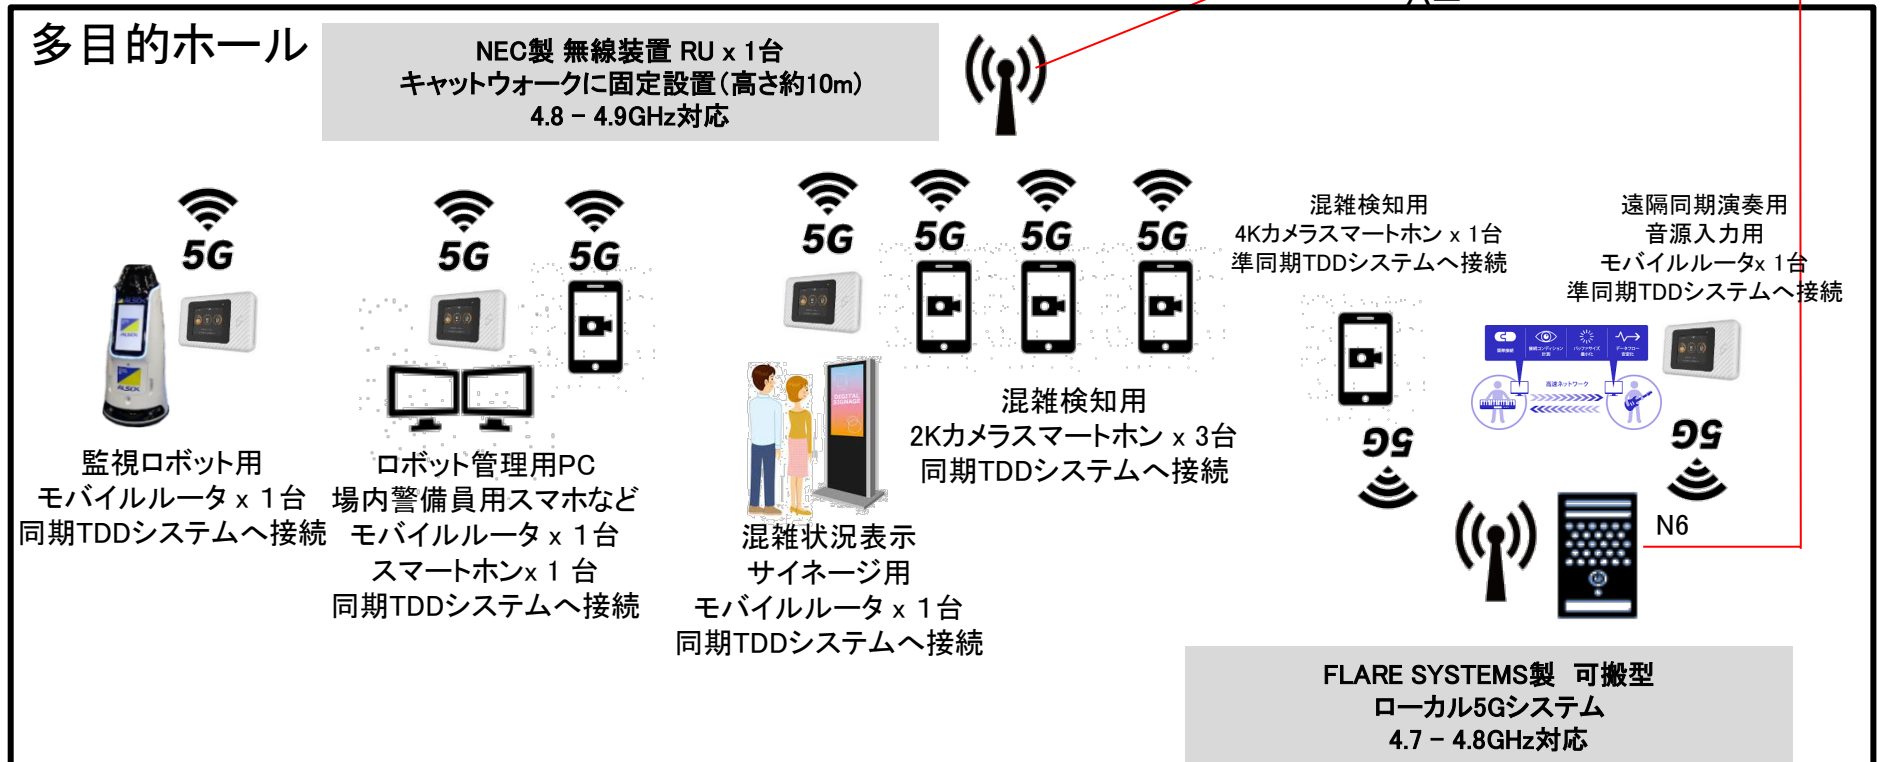 多目的ホール
NEC製 無線装置 RU x 1台
キャットウォークに固定設置（高さ約10m）
4.8 – 4.9GHz対応
5G
5G
5G
5G
5G
5G
5G
混雑検知用
4Kカメラスマートホン x 1台
準同期TDDシステムへ接続
遠隔同期演奏用
音源入力用
モバイルルータx 1台
準同期TDDシステムへ接続
監視ロボット用
モバイルルータ x １台
同期TDDシステムへ接続
ロボット管理用PC
場内警備員用スマホなど
モバイルルータ x １台
スマートホンx 1 台
同期TDDシステムへ接続
DIGITAL
SIGNAGE
混雑状況表示
サイネージ用
モバイルルータ x １台
同期TDDシステムへ接続
混雑検知用
2Kカメラスマートホン x 3台
同期TDDシステムへ接続
高速ネットワーク
5G
5G
N6
FLARE SYSTEMS製　可搬型
ローカル5Gシステム
4.7 – 4.8GHz対応